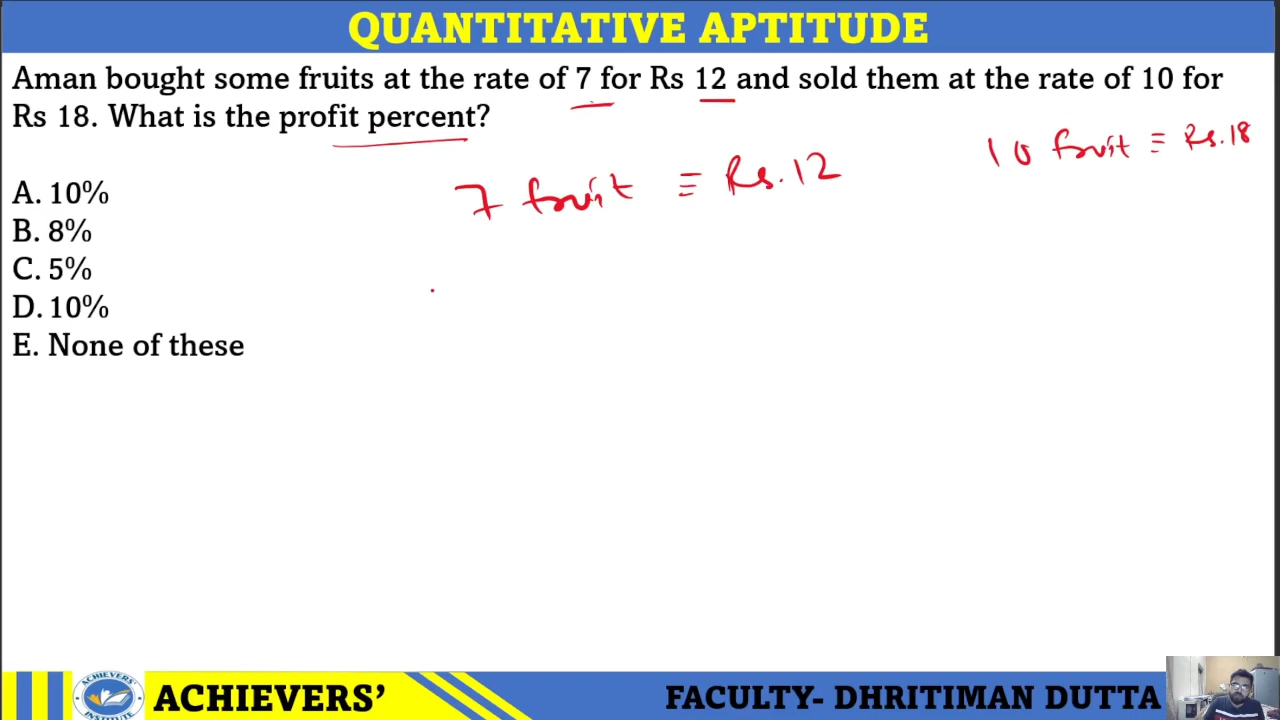 QUANTITATIVE APTITUDE
Aman bought some fruits at the rate of 7 for Rs 12 and sold them at the rate of 10 for
Rs 18. What is the profit percent?
10 fruit ≡ Rs.18
7 fruit ≡ Rs.12
A. 10%
B. 8%
C. 5%
D. 10%
E. None of these
ACHIEVERS'
INSTITUTE
ACHIEVERS’
FACULTY- DHRITIMAN DUTTA